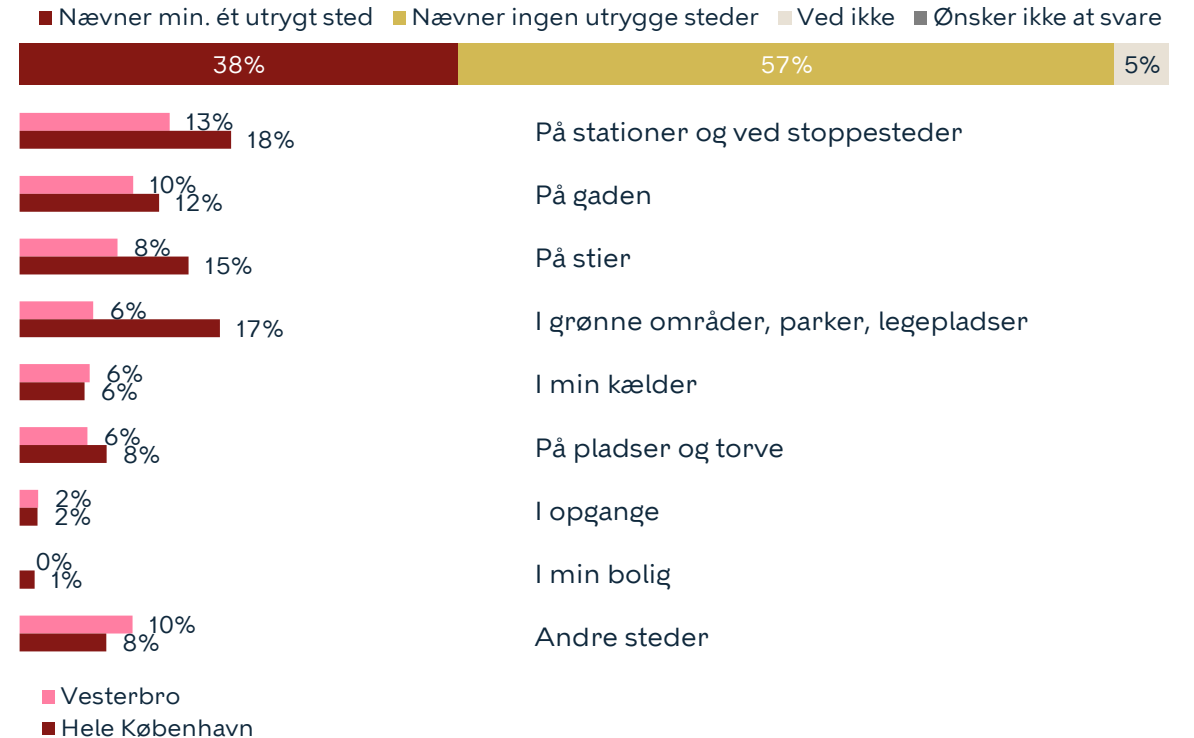 Nævner min. ét utrygt sted Nævner ingen utrygge steder Ved ikke Ønsker ikke at svare
38% 57% 5%
13%
18% På stationer og ved stoppesteder
10%
12% På gaden
8%
15% På stier
6%
17% I grønne områder, parker, legepladser
6%
6% I min kælder
6%
8% På pladser og torve
2%
2% I opgange
0%
1% I min bolig
10%
8% Andre steder
Vesterbro
Hele København